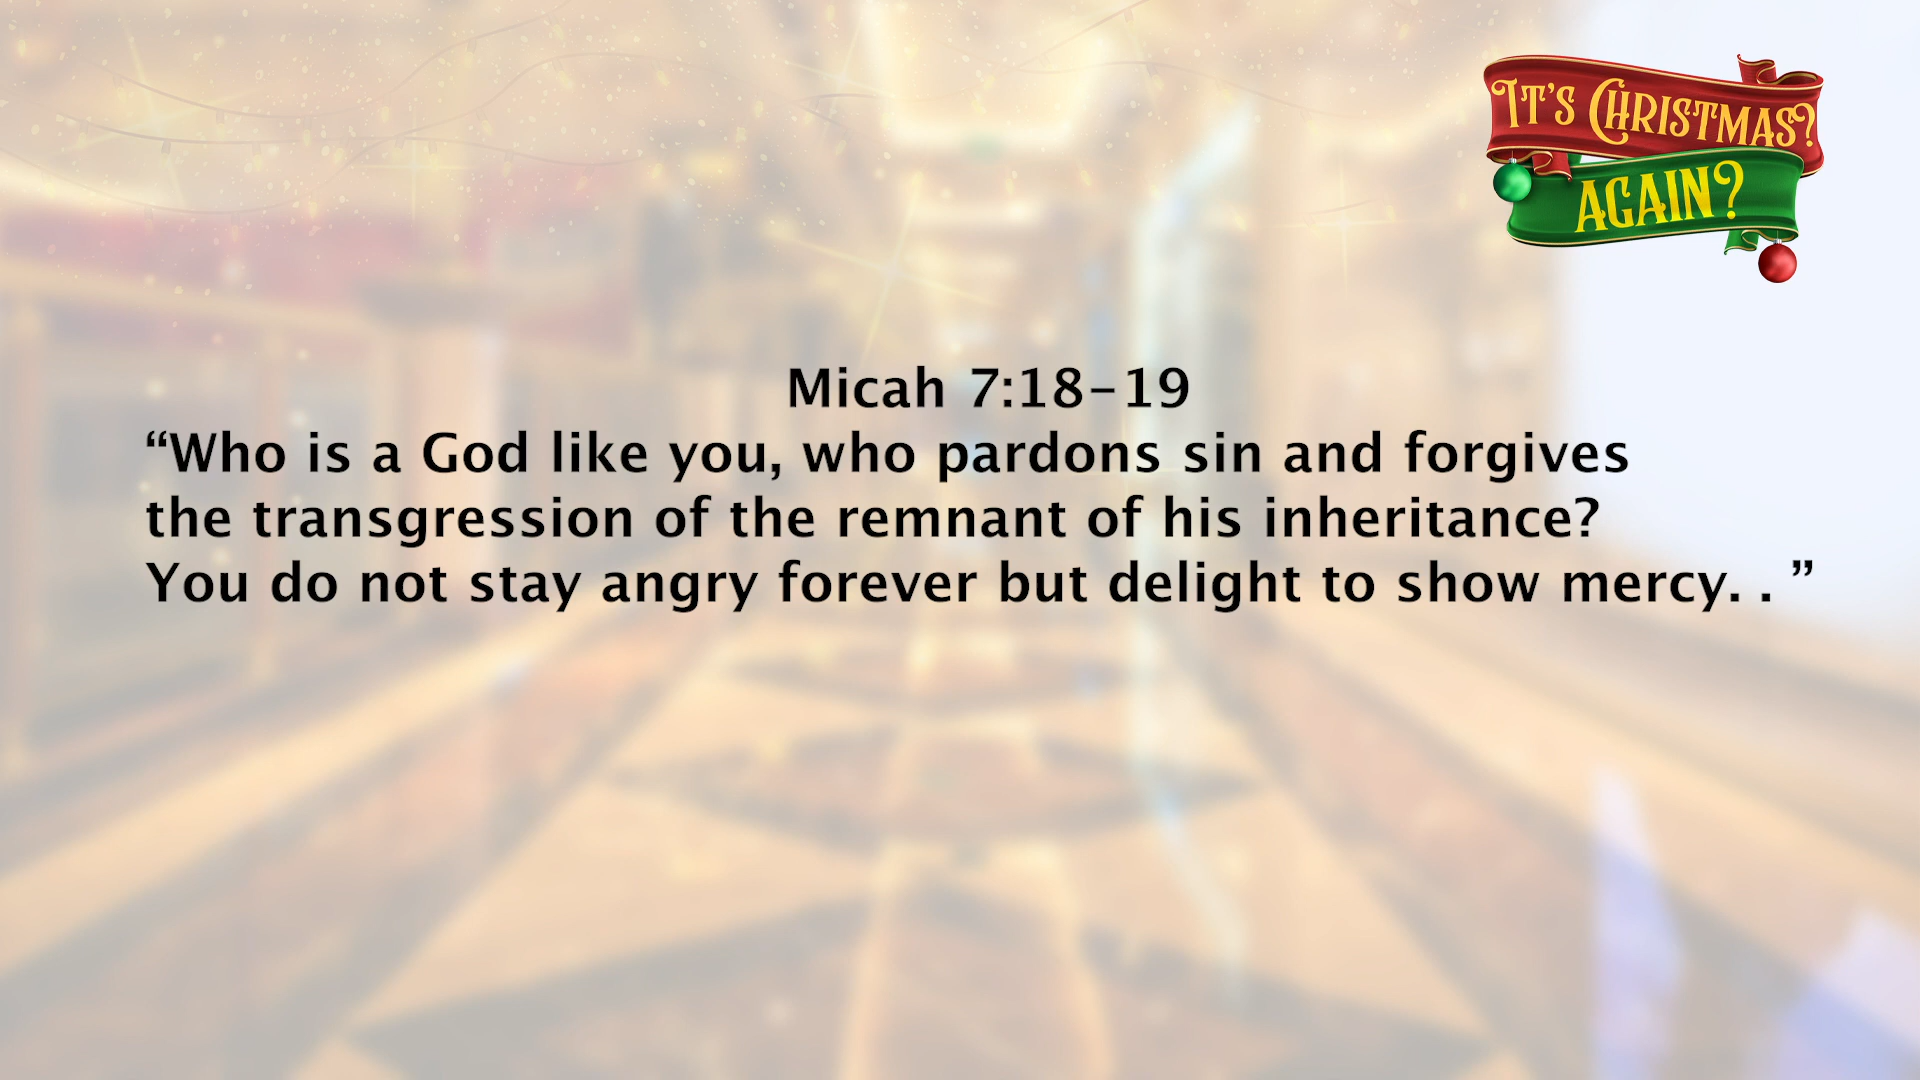 It's Christmas?
Again?
Micah 7:18-19
“Who is a God like you, who pardons sin and forgives
the transgression of the remnant of his inheritance?
You do not stay angry forever but delight to show mercy. . ”